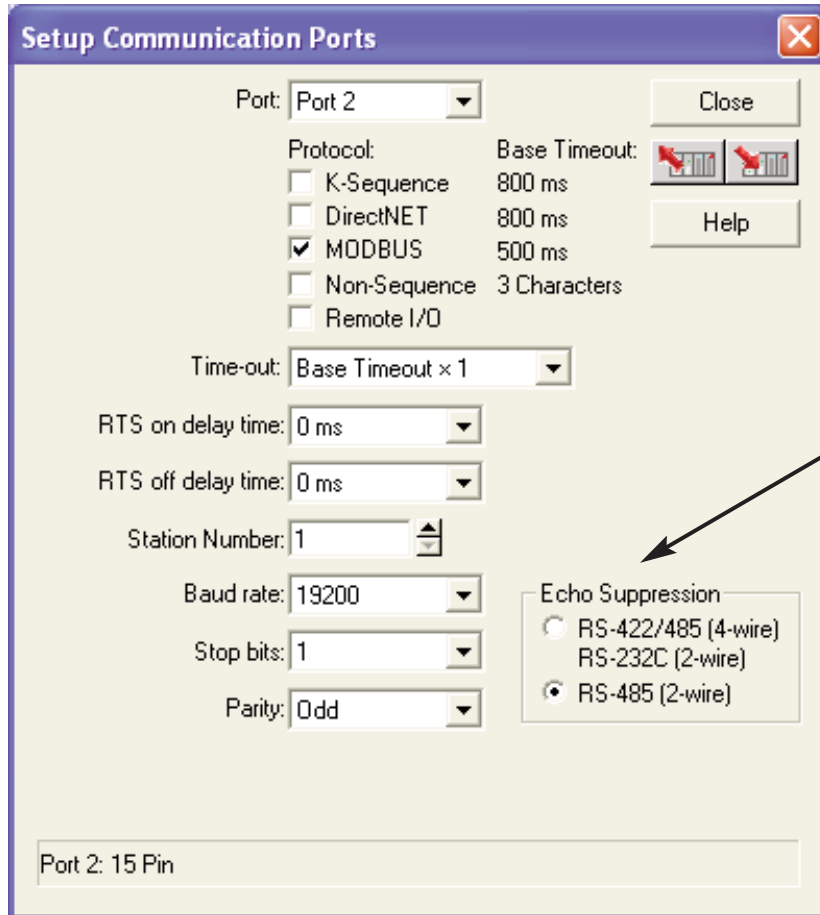 Setup Communication Ports
Port: Port 2
Close
Protocol: Base Timeout:
K-Sequence 800 ms
DirectNET 800 ms
Help
MODBUS 500 ms
Non-Sequence 3 Characters
Remote I/O
Time-out: Base Timeout × 1
RTS on delay time: 0 ms
RTS off delay time: 0 ms
Station Number: 1
Baud rate: 19200
Stop bits: 1
Parity: Odd
Echo Suppression
RS-422/485 (4-wire)
RS-232C (2-wire)
RS-485 (2-wire)
Port 2: 15 Pin